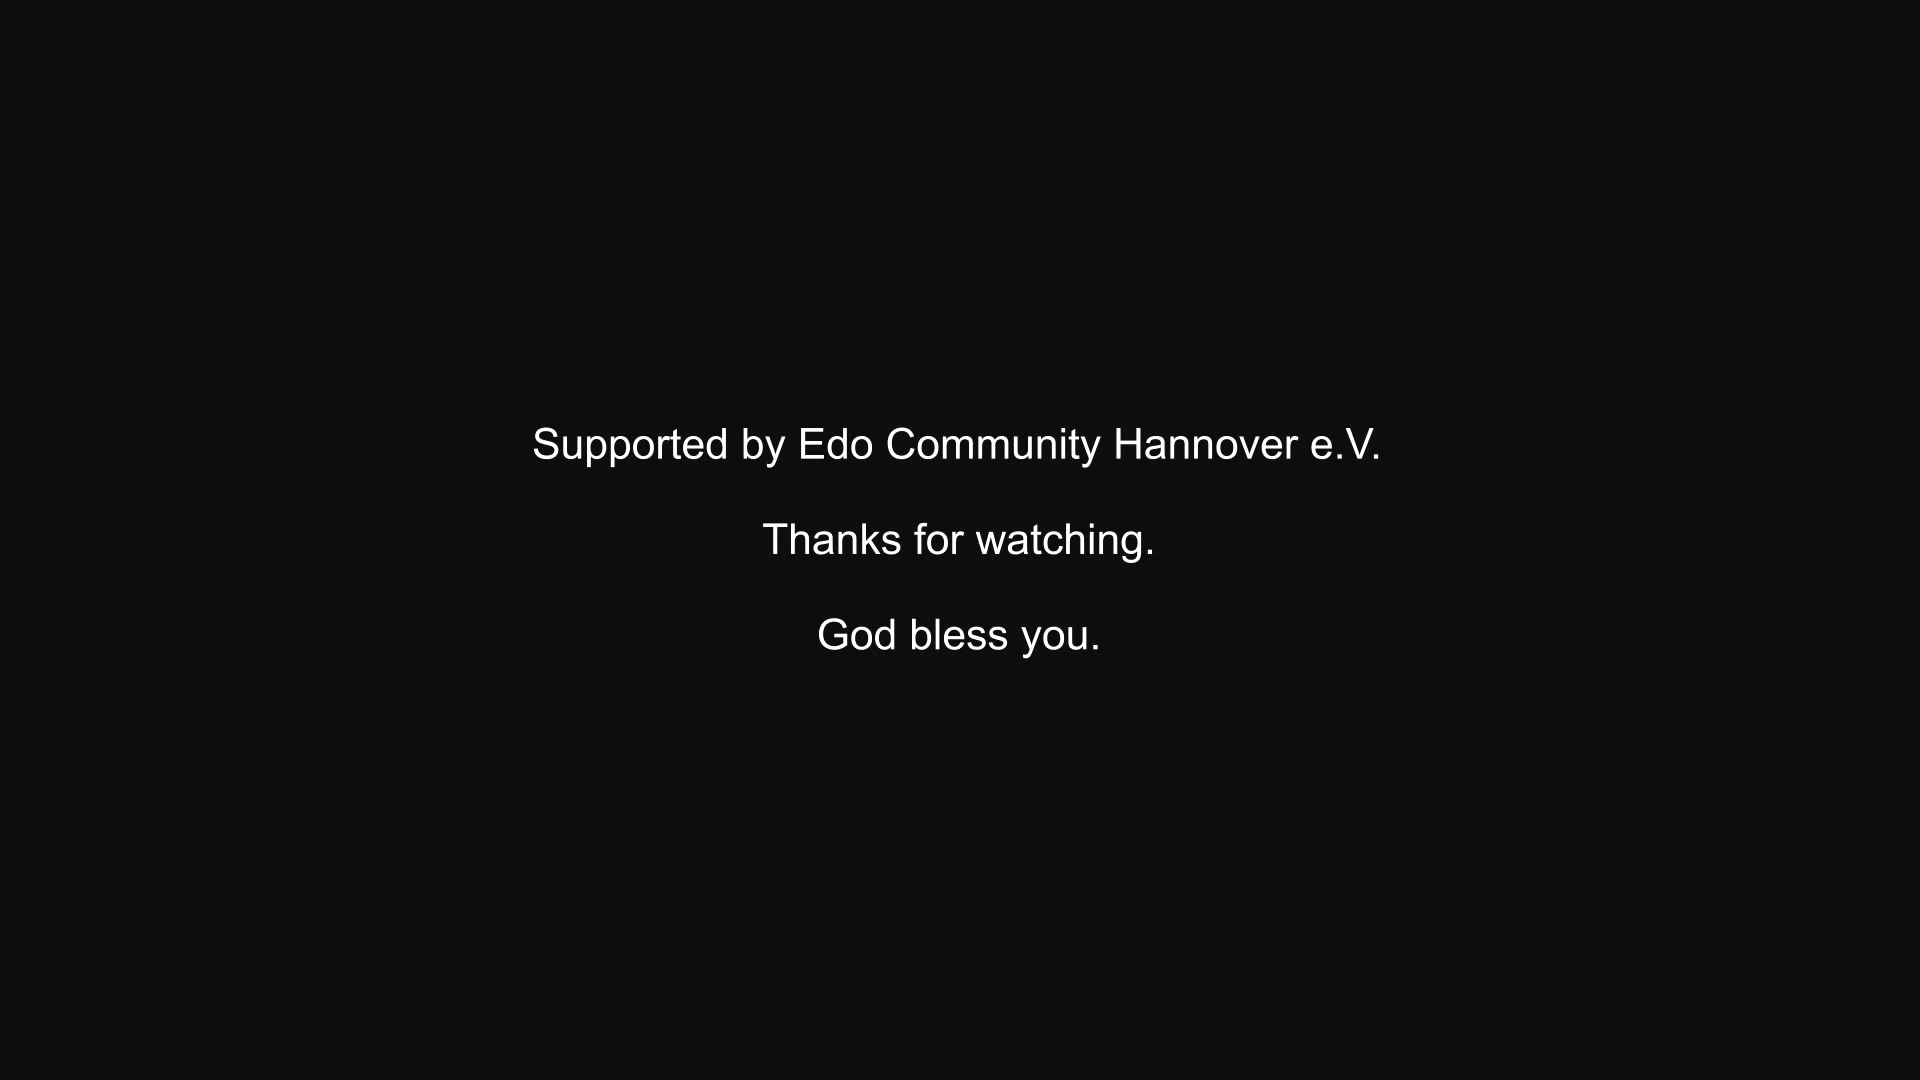 Supported by Edo Community Hannover e.V.
Thanks for watching.
God bless you.